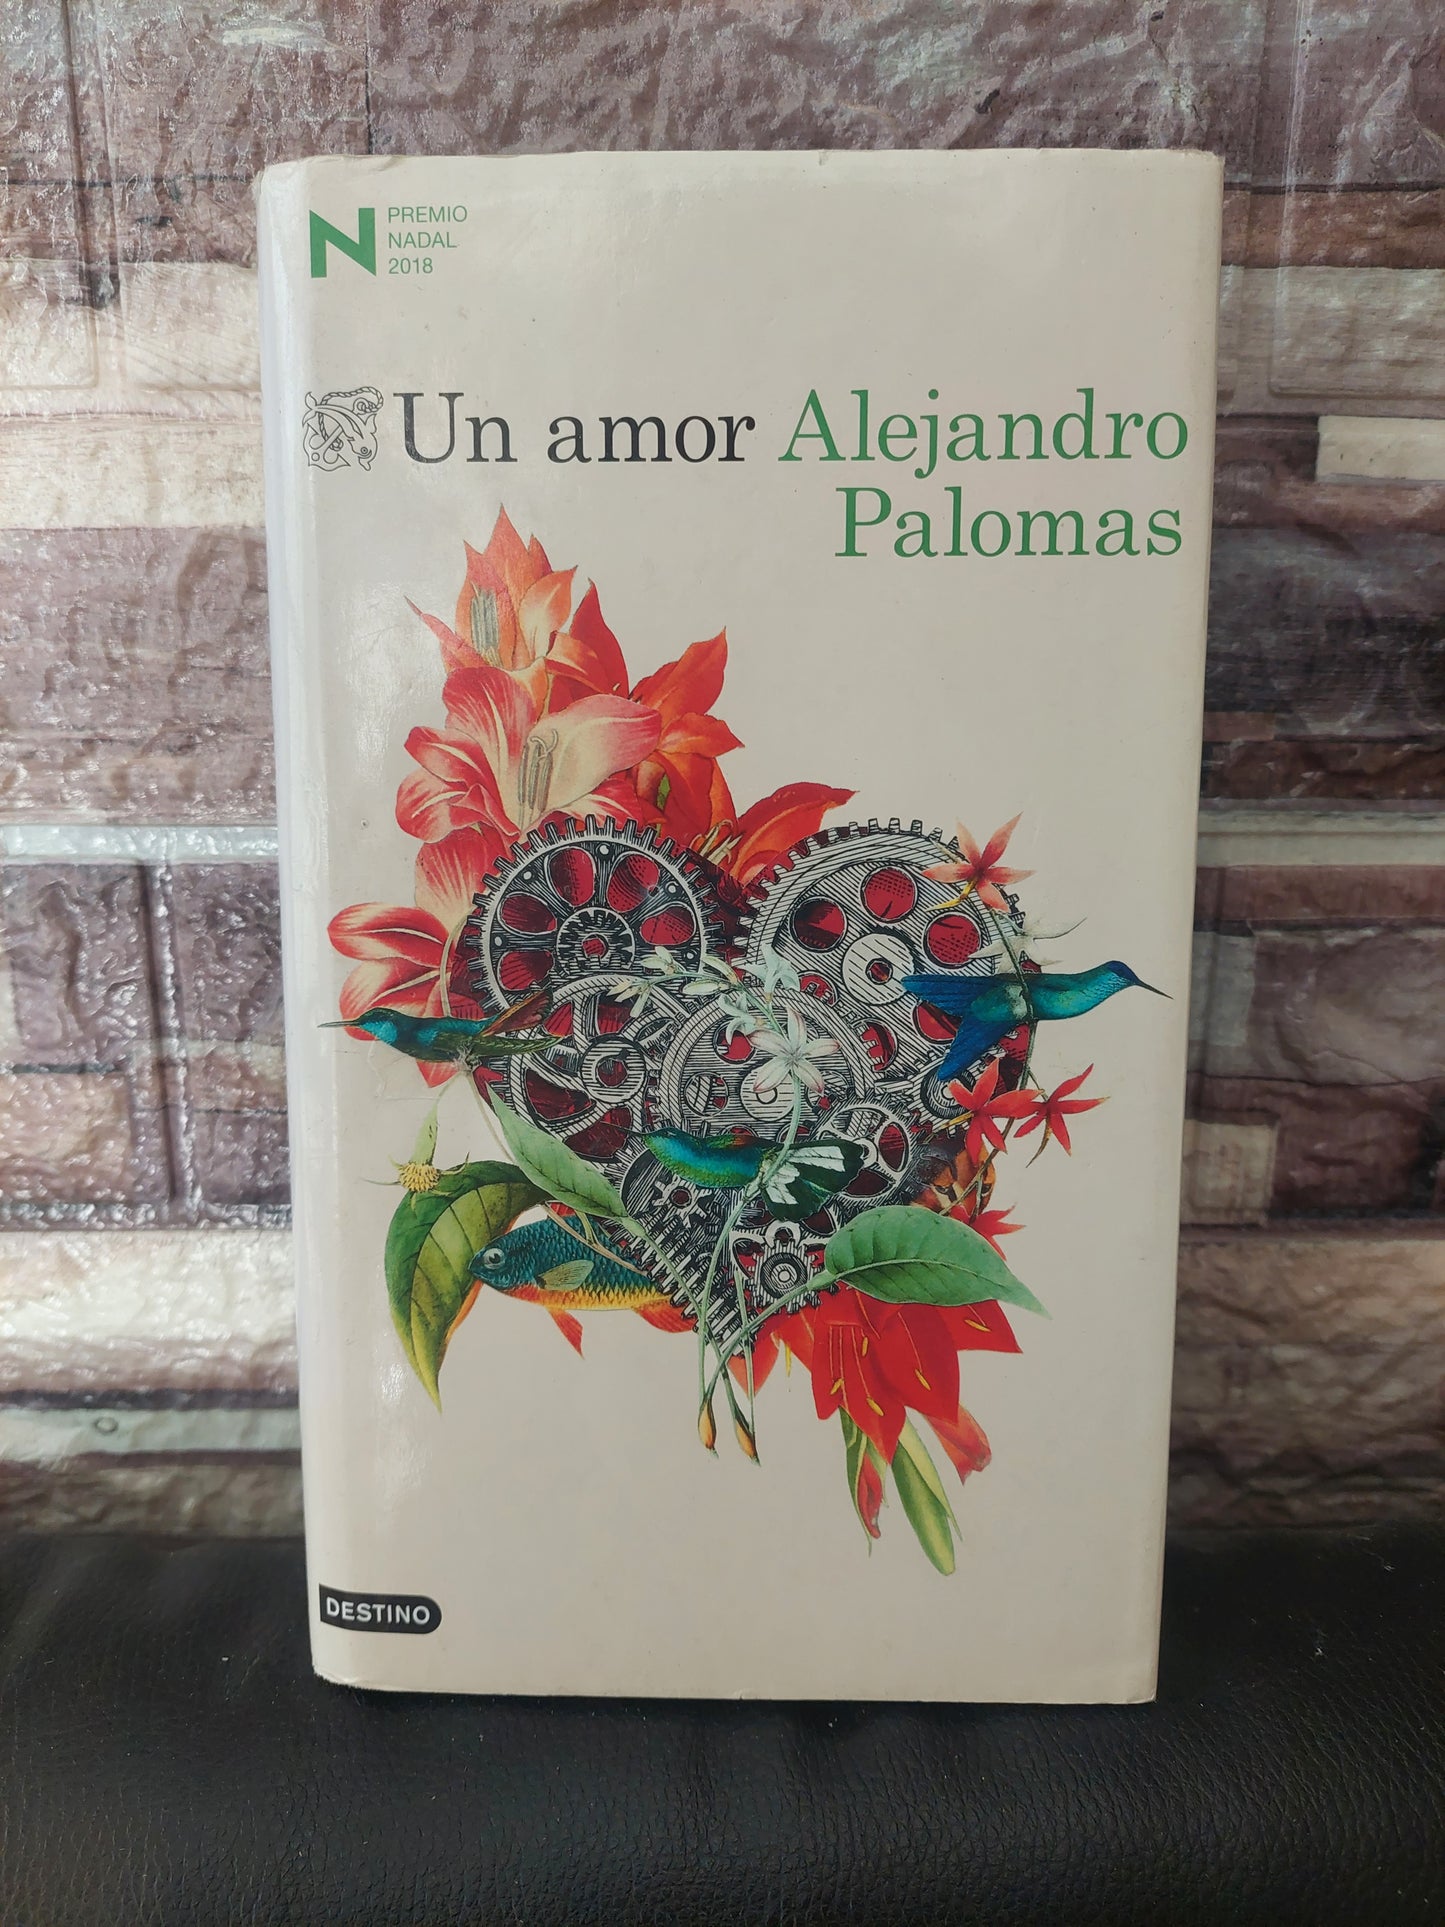 N PREMIO
NADAL
2018
Un amor Alejandro
Palomas
DESTINO